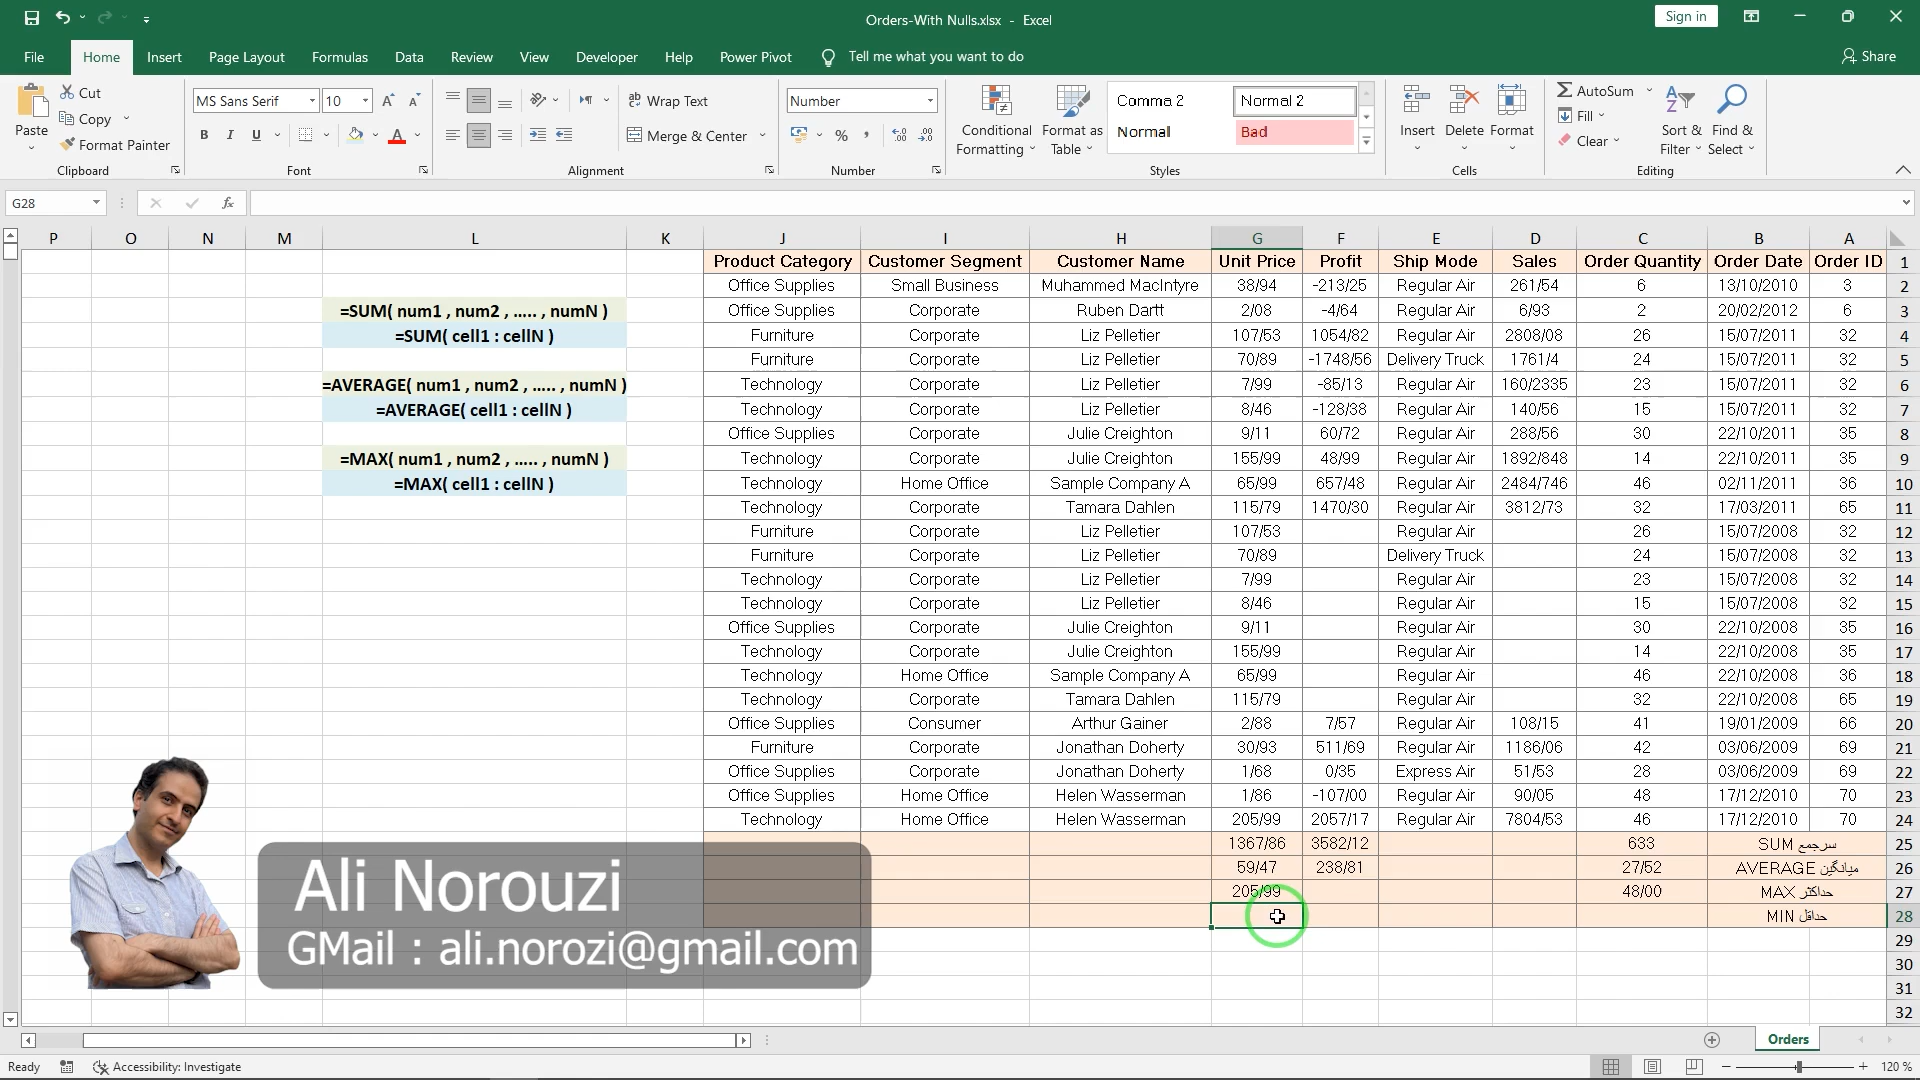 Orders-With Nulls.xlsx - Excel
Sign in
File Home Insert Page Layout Formulas Data Review View Developer Help Power Pivot Tell me what you want to do Share
Paste Cut Copy Format Painter Clipboard
MS Sans Serif 10 B I U Font
Wrap Text Merge & Center Alignment
Number % Number
Conditional Formatting Format as Table Comma 2 Normal 2 Normal Bad Styles
Insert Delete Format Cells
AutoSum Fill Clear Sort & Filter Find & Select Editing
G28 fx
P O N M L K J I H G F E D C B A
Product Category Customer Segment Customer Name Unit Price Profit Ship Mode Sales Order Quantity Order Date Order ID 1
Office Supplies Small Business Muhammed MacIntyre 38/94 -213/25 Regular Air 261/54 6 13/10/2010 3 2
=SUM( num1 , num2 , ..... , numN ) Office Supplies Corporate Ruben Dartt 2/08 -4/64 Regular Air 6/93 2 20/02/2012 6 3
=SUM( cell1 : cellN ) Furniture Corporate Liz Pelletier 107/53 1054/82 Regular Air 2808/08 26 15/07/2011 32 4
Furniture Corporate Liz Pelletier 70/89 -1748/56 Delivery Truck 1761/4 24 15/07/2011 32 5
=AVERAGE( num1 , num2 , ..... , numN ) Technology Corporate Liz Pelletier 7/99 -85/13 Regular Air 160/2335 23 15/07/2011 32 6
=AVERAGE( cell1 : cellN ) Technology Corporate Liz Pelletier 8/46 -128/38 Regular Air 140/56 15 15/07/2011 32 7
Office Supplies Corporate Julie Creighton 9/11 60/72 Regular Air 288/56 30 22/10/2011 35 8
=MAX( num1 , num2 , ..... , numN ) Technology Corporate Julie Creighton 155/99 48/99 Regular Air 1892/848 14 22/10/2011 35 9
=MAX( cell1 : cellN ) Technology Home Office Sample Company A 65/99 657/48 Regular Air 2484/746 46 02/11/2011 36 10
Technology Corporate Tamara Dahlen 115/79 1470/30 Regular Air 3812/73 32 17/03/2011 65 11
Furniture Corporate Liz Pelletier 107/53 Regular Air 26 15/07/2008 32 12
Furniture Corporate Liz Pelletier 70/89 Delivery Truck 24 15/07/2008 32 13
Technology Corporate Liz Pelletier 7/99 Regular Air 23 15/07/2008 32 14
Technology Corporate Liz Pelletier 8/46 Regular Air 15 15/07/2008 32 15
Office Supplies Corporate Julie Creighton 9/11 Regular Air 30 22/10/2008 35 16
Technology Corporate Julie Creighton 155/99 Regular Air 14 22/10/2008 35 17
Technology Home Office Sample Company A 65/99 Regular Air 46 22/10/2008 36 18
Technology Corporate Tamara Dahlen 115/79 Regular Air 32 22/10/2008 65 19
Office Supplies Consumer Arthur Gainer 2/88 7/57 Regular Air 108/15 41 19/01/2009 66 20
Furniture Corporate Jonathan Doherty 30/93 511/69 Regular Air 1186/06 42 03/06/2009 69 21
Office Supplies Corporate Jonathan Doherty 1/68 0/35 Express Air 51/53 28 03/06/2009 69 22
Office Supplies Home Office Helen Wasserman 1/86 -107/00 Regular Air 90/05 48 17/12/2010 70 23
Technology Home Office Helen Wasserman 205/99 2057/17 Regular Air 7804/53 46 17/12/2010 70 24
1367/86 3582/12 633 سرجمع SUM 25
59/47 238/81 27/52 میانگین AVERAGE 26
205/99 48/00 حداکثر MAX 27
حداقل MIN 28
29
30
31
32
Ali Norouzi
GMail : ali.norozi@gmail.com
Orders
Ready Accessibility: Investigate 120 %